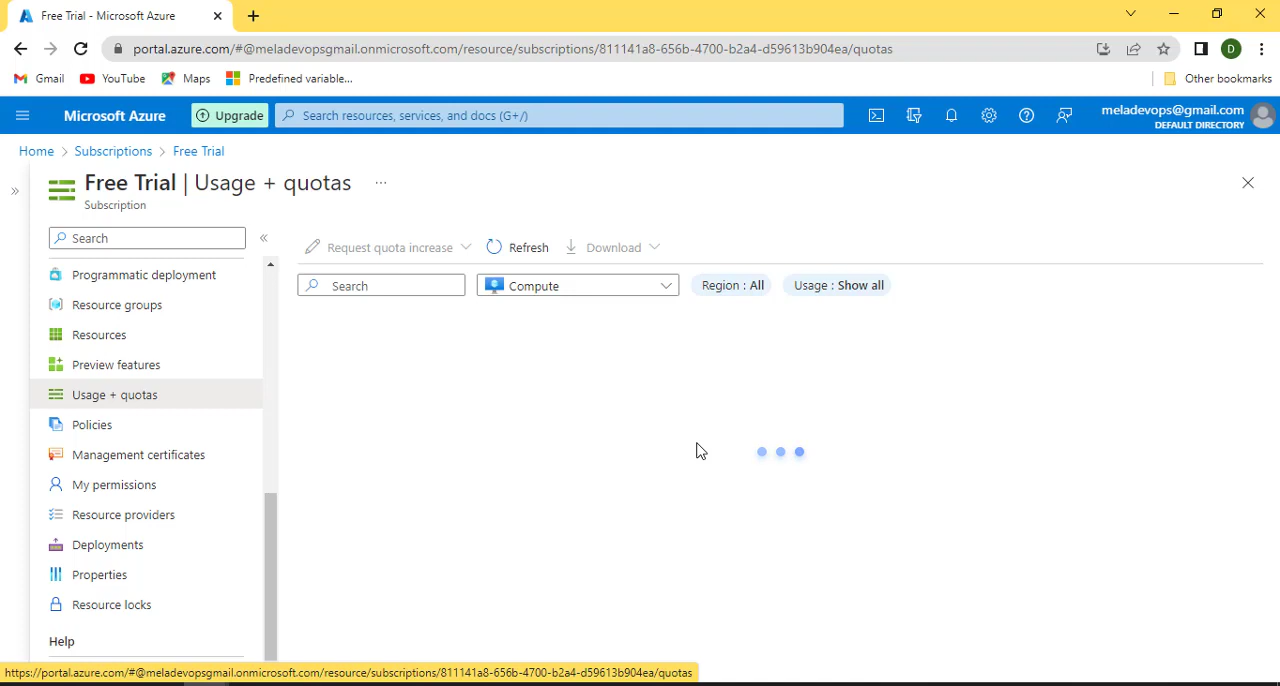 Free Trial - Microsoft Azure
portal.azure.com/#@meladevopsgmail.onmicrosoft.com/resource/subscriptions/811141a8-656b-4700-b2a4-d59613b904ea/quotas
D
Gmail YouTube Maps Predefined variable... Other bookmarks
Microsoft Azure Upgrade Search resources, services, and docs (G+/) meladevops@gmail.com
DEFAULT DIRECTORY
Home > Subscriptions > Free Trial
Free Trial | Usage + quotas ...
Subscription
Search
Request quota increase Refresh Download
Search Compute Region : All Usage : Show all
Programmatic deployment
Resource groups
Resources
Preview features
Usage + quotas
Policies
Management certificates
My permissions
Resource providers
Deployments
Properties
Resource locks
Help
https://portal.azure.com/#@meladevopsgmail.onmicrosoft.com/resource/subscriptions/811141a8-656b-4700-b2a4-d59613b904ea/quotas